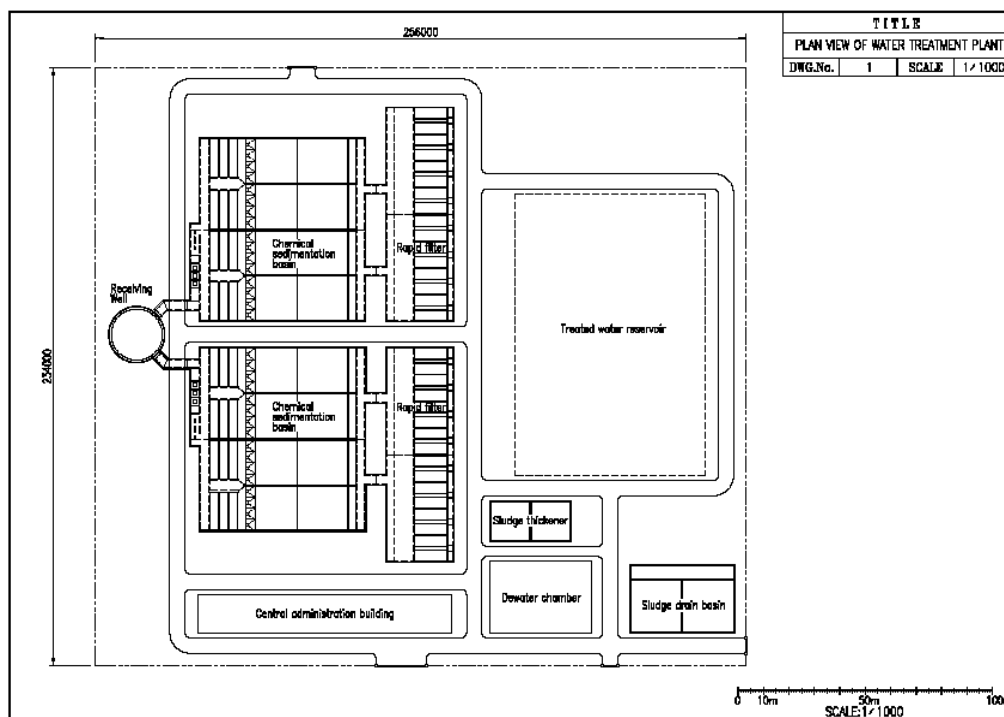 TITLE
PLAN VIEW OF WATER TREATMENT PLANT
DWG.No. 1 SCALE 1/1000
256000
234000
Chemical
sedimentation
basin
Rapid filter
Receiving
Well
Treated water reservoir
Chemical
sedimentation
basin
Rapid filter
Sludge thickener
Dewater chamber
Sludge drain basin
Central administration building
0 10m 50m 100
SCALE:1/1000